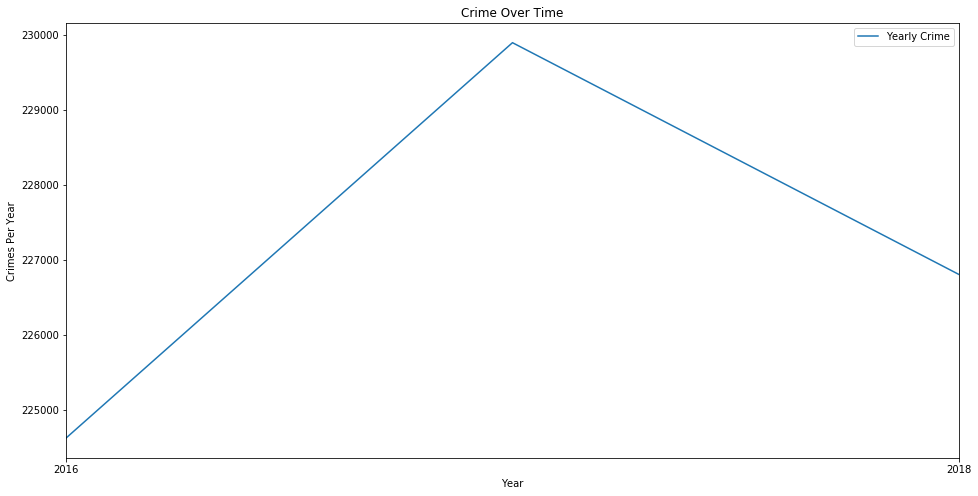 Crime Over Time
Yearly Crime
230000
229000
228000
227000
226000
225000
Crimes Per Year
2016
2018
Year